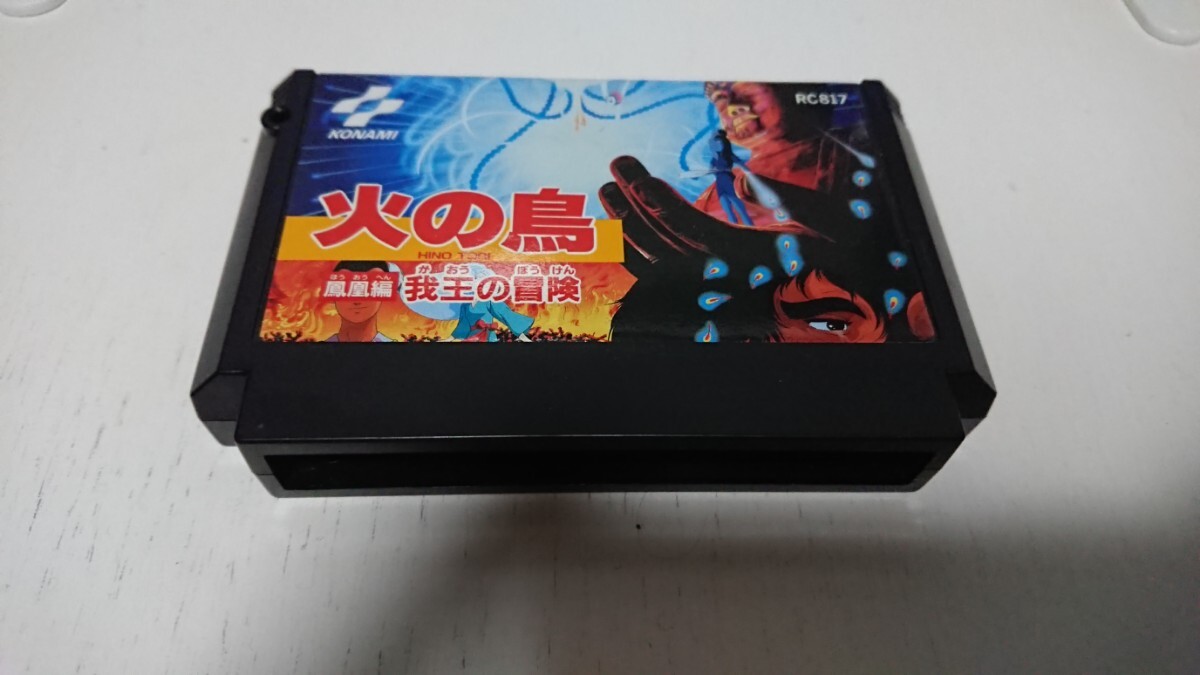 KONAMI
RC817
火の鳥
HINO TORI
ほうおうへん
鳳凰編
がおう ぼうけん
我王の冒険